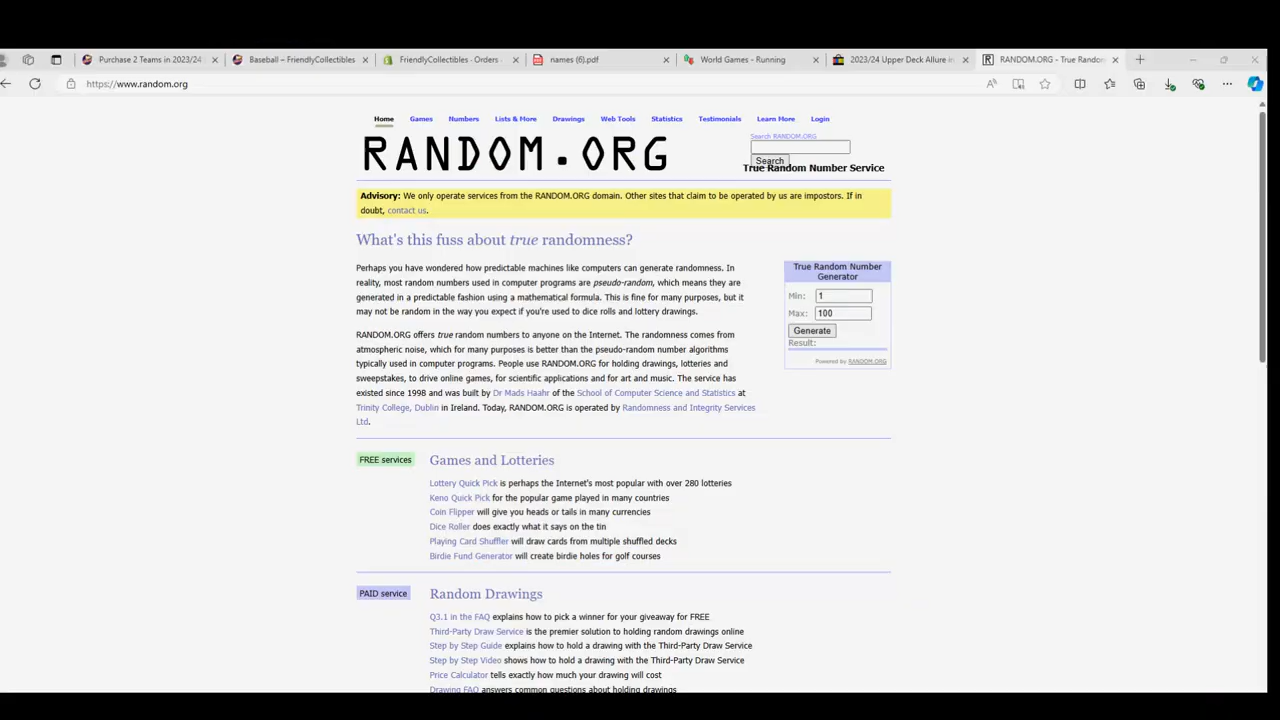 Purchase 2 Teams in 2023/24
Baseball – FriendlyCollectibles
FriendlyCollectibles · Orders ·
names (6).pdf
World Games - Running
2023/24 Upper Deck Allure in
RANDOM.ORG - True Random
https://www.random.org
Home Games Numbers Lists & More Drawings Web Tools Statistics Testimonials Learn More Login
RANDOM.ORG
Search RANDOM.ORG
Search
True Random Number Service
Advisory: We only operate services from the RANDOM.ORG domain. Other sites that claim to be operated by us are impostors. If in
doubt, contact us.
What's this fuss about true randomness?
Perhaps you have wondered how predictable machines like computers can generate randomness. In
reality, most random numbers used in computer programs are pseudo-random, which means they are
generated in a predictable fashion using a mathematical formula. This is fine for many purposes, but it
may not be random in the way you expect if you're used to dice rolls and lottery drawings.
RANDOM.ORG offers true random numbers to anyone on the Internet. The randomness comes from
atmospheric noise, which for many purposes is better than the pseudo-random number algorithms
typically used in computer programs. People use RANDOM.ORG for holding drawings, lotteries and
sweepstakes, to drive online games, for scientific applications and for art and music. The service has
existed since 1998 and was built by Dr Mads Haahr of the School of Computer Science and Statistics at
Trinity College, Dublin in Ireland. Today, RANDOM.ORG is operated by Randomness and Integrity Services
Ltd.
True Random Number
Generator
Min: 1
Max: 100
Generate
Result:
Powered by RANDOM.ORG
FREE services
Games and Lotteries
Lottery Quick Pick is perhaps the Internet's most popular with over 280 lotteries
Keno Quick Pick for the popular game played in many countries
Coin Flipper will give you heads or tails in many currencies
Dice Roller does exactly what it says on the tin
Playing Card Shuffler will draw cards from multiple shuffled decks
Birdie Fund Generator will create birdie holes for golf courses
PAID service
Random Drawings
Q3.1 in the FAQ explains how to pick a winner for your giveaway for FREE
Third-Party Draw Service is the premier solution to holding random drawings online
Step by Step Guide explains how to hold a drawing with the Third-Party Draw Service
Step by Step Video shows how to hold a drawing with the Third-Party Draw Service
Price Calculator tells exactly how much your drawing will cost
Drawing FAQ answers common questions about holding drawings